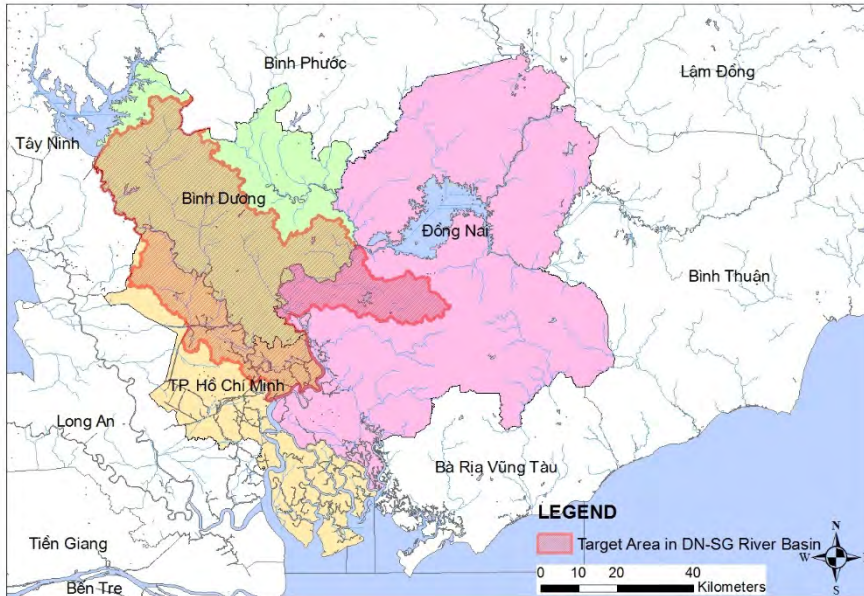 Bình Phước
Lâm Đồng
Tây Ninh
Bình Dương
Đồng Nai
Bình Thuận
TP. Hồ Chí Minh
Long An
Bà Rịa Vũng Tàu
LEGEND
Target Area in DN-SG River Basin
Tiền Giang
Bến Tre
0 10 20 40
Kilometers
N
W E
S